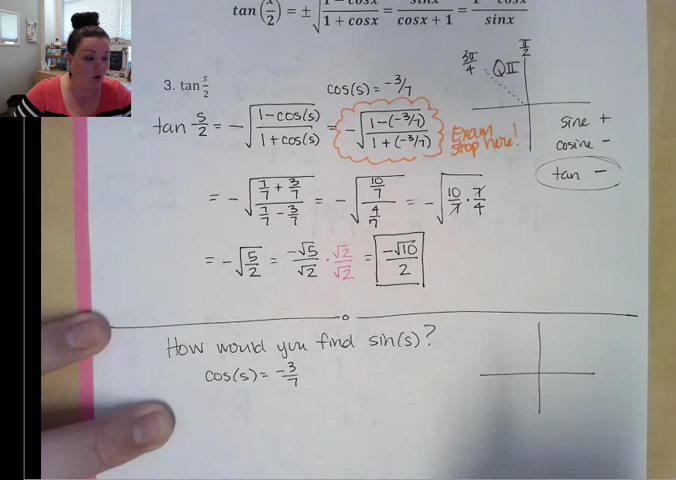 tan(x/2) = ±√(1 − cosx / 1 + cosx) = sinx / cosx + 1 = 1 − cosx / sinx
3. tan s/2
cos(s) = -3/7
3π/4 QII π/2
tan s/2 = -√(1-cos(s) / 1+cos(s)) = -√(1-(-3/7) / 1+(-3/7))
Exam stop here!
sine +
cosine -
tan -
= -√(7/7 + 3/7 / 7/7 - 3/7) = -√(10/7 / 4/7) = -√(10/7 · 7/4)
= -√(5/2) = -√5/√2 · √2/√2 = -√10/2
How would you find sin(s)?
cos(s) = -3/7